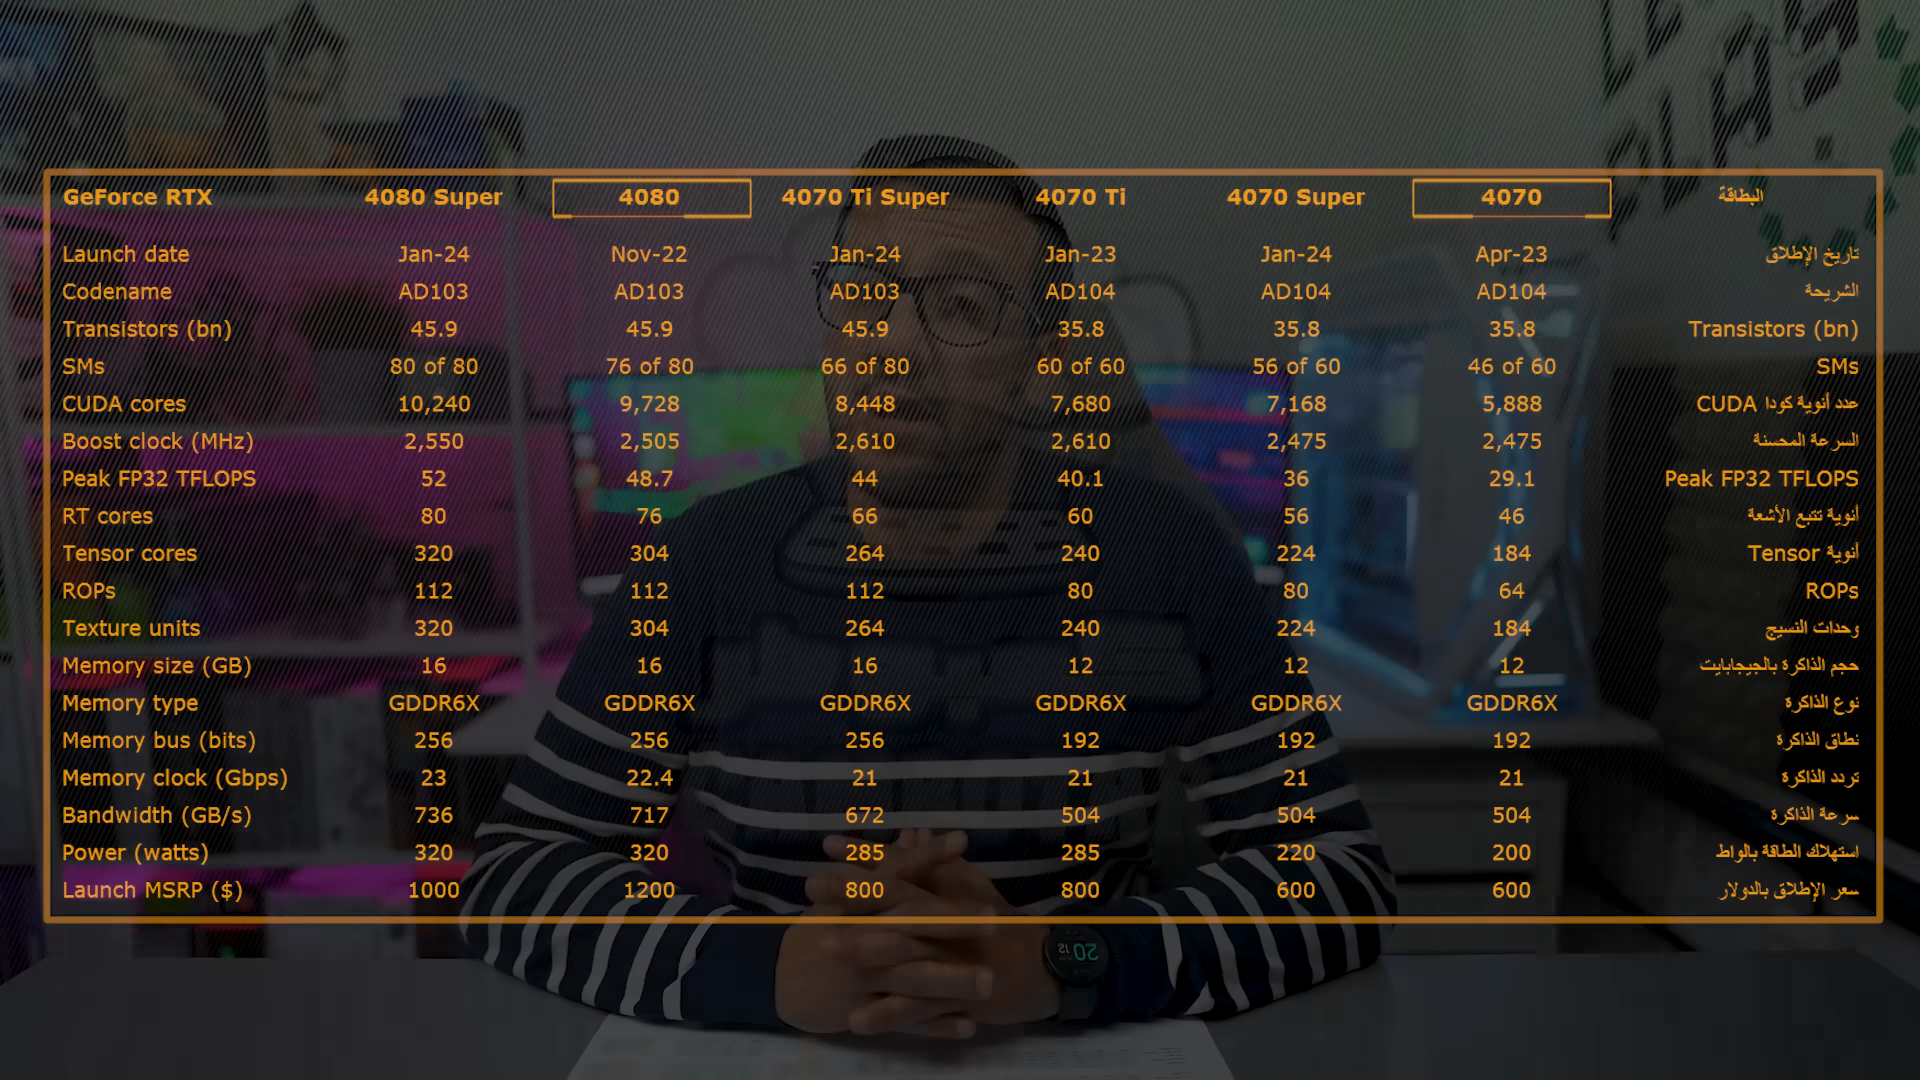 GeForce RTX 4080 Super 4080 4070 Ti Super 4070 Ti 4070 Super 4070 البطاقة
Launch date Jan-24 Nov-22 Jan-24 Jan-23 Jan-24 Apr-23 تاريخ الإطلاق
Codename AD103 AD103 AD103 AD104 AD104 AD104 الشريحة
Transistors (bn) 45.9 45.9 45.9 35.8 35.8 35.8 Transistors (bn)
SMs 80 of 80 76 of 80 66 of 80 60 of 60 56 of 60 46 of 60 SMs
CUDA cores 10,240 9,728 8,448 7,680 7,168 5,888 عدد أنوية كودا CUDA
Boost clock (MHz) 2,550 2,505 2,610 2,610 2,475 2,475 السرعة المحسنة
Peak FP32 TFLOPS 52 48.7 44 40.1 36 29.1 Peak FP32 TFLOPS
RT cores 80 76 66 60 56 46 أنوية تتبع الأشعة
Tensor cores 320 304 264 240 224 184 أنوية Tensor
ROPs 112 112 112 80 80 64 ROPs
Texture units 320 304 264 240 224 184 وحدات النسيج
Memory size (GB) 16 16 16 12 12 12 حجم الذاكرة بالجيجابايت
Memory type GDDR6X GDDR6X GDDR6X GDDR6X GDDR6X GDDR6X نوع الذاكرة
Memory bus (bits) 256 256 256 192 192 192 نطاق الذاكرة
Memory clock (Gbps) 23 22.4 21 21 21 21 تردد الذاكرة
Bandwidth (GB/s) 736 717 672 504 504 504 سرعة الذاكرة
Power (watts) 320 320 285 285 220 200 استهلاك الطاقة بالواط
Launch MSRP ($) 1000 1200 800 800 600 600 سعر الإطلاق بالدولار